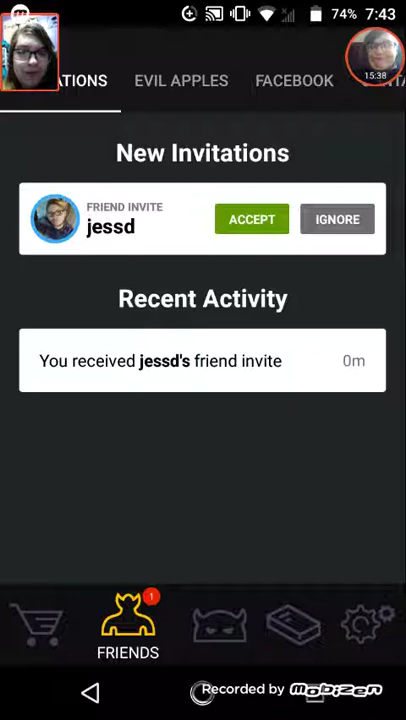 74% 7:43
ATIONS EVIL APPLES FACEBOOK
15:38
New Invitations
FRIEND INVITE
jessd
ACCEPT IGNORE
Recent Activity
You received jessd's friend invite 0m
1
FRIENDS
Recorded by MOBIZEN